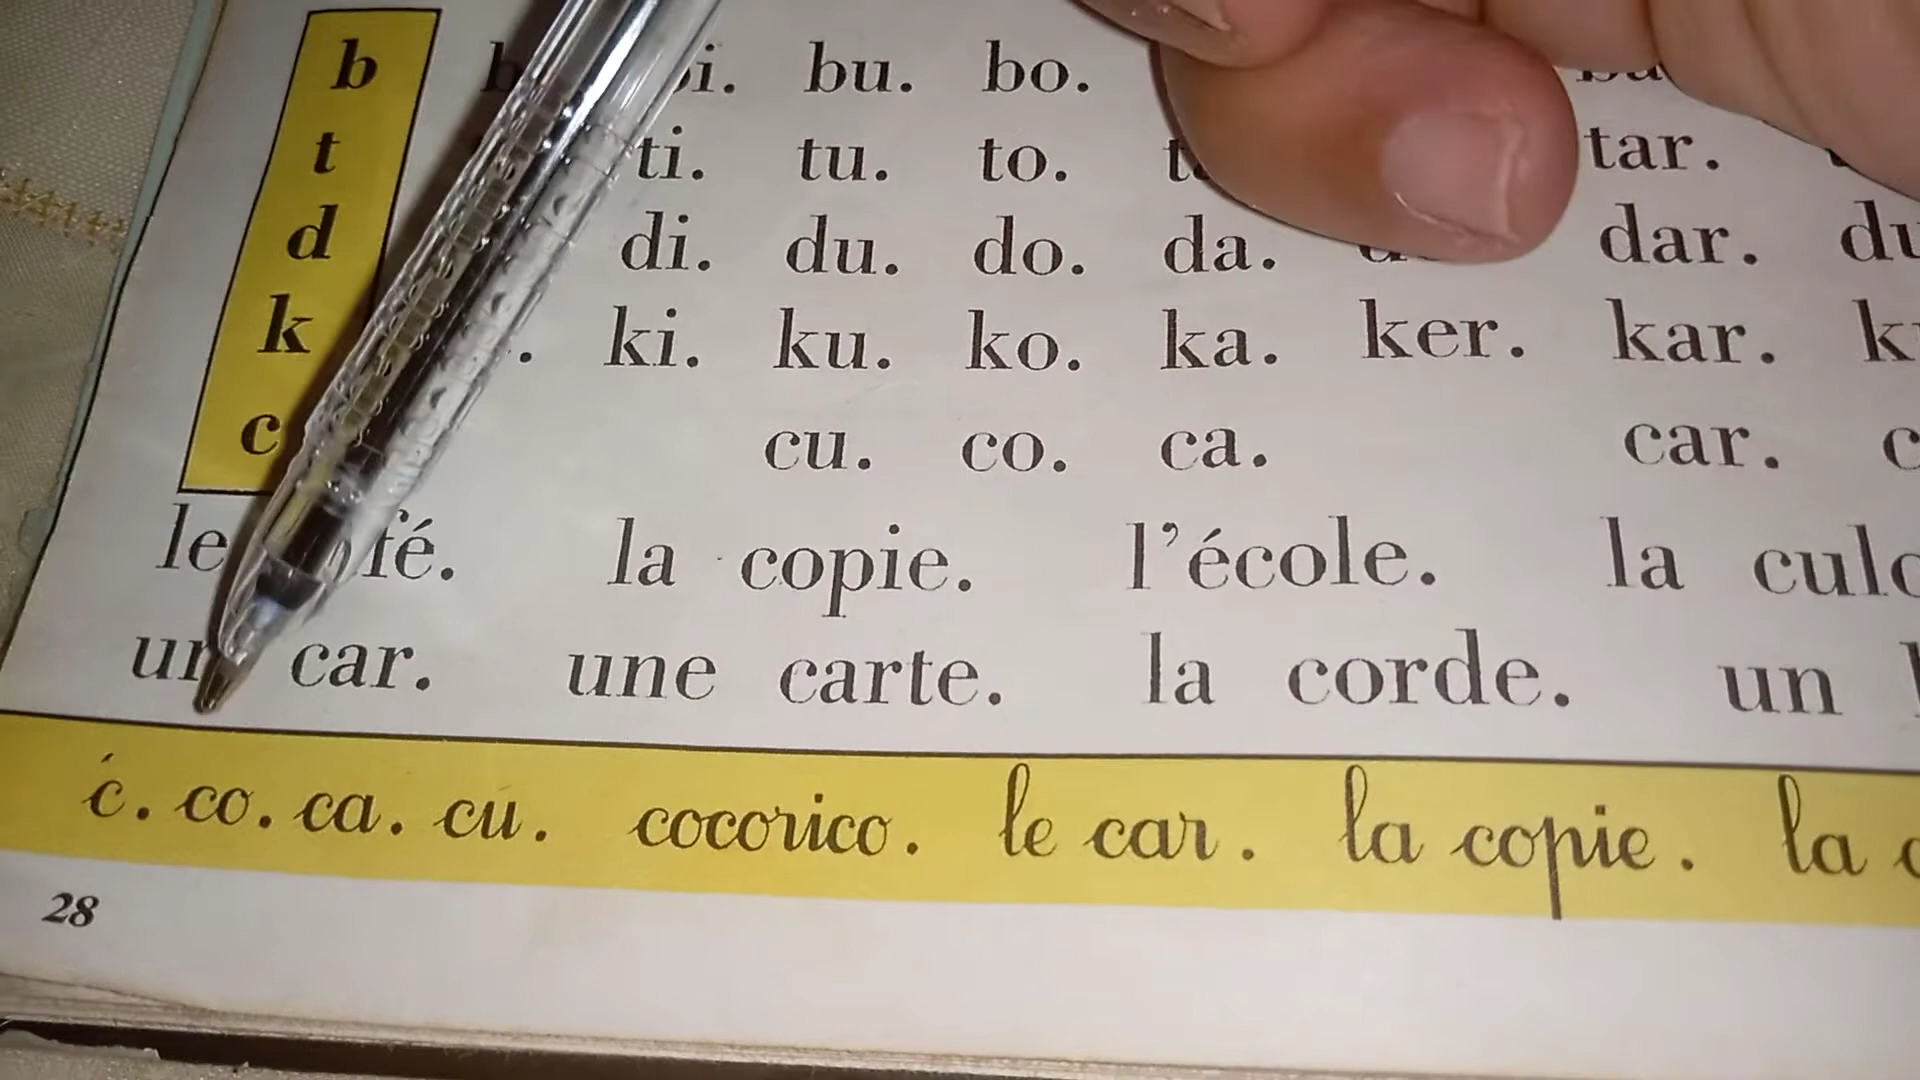 b bu. bo.
t ti. tu. to. tar.
d di. du. do. da. dar.
k ki. ku. ko. ka. ker. kar.
c cu. co. ca. car.
la copie. l'école. la
car. une carte. la corde. un
c. co. ca. cu. cocorico. le car. la copie. la
28